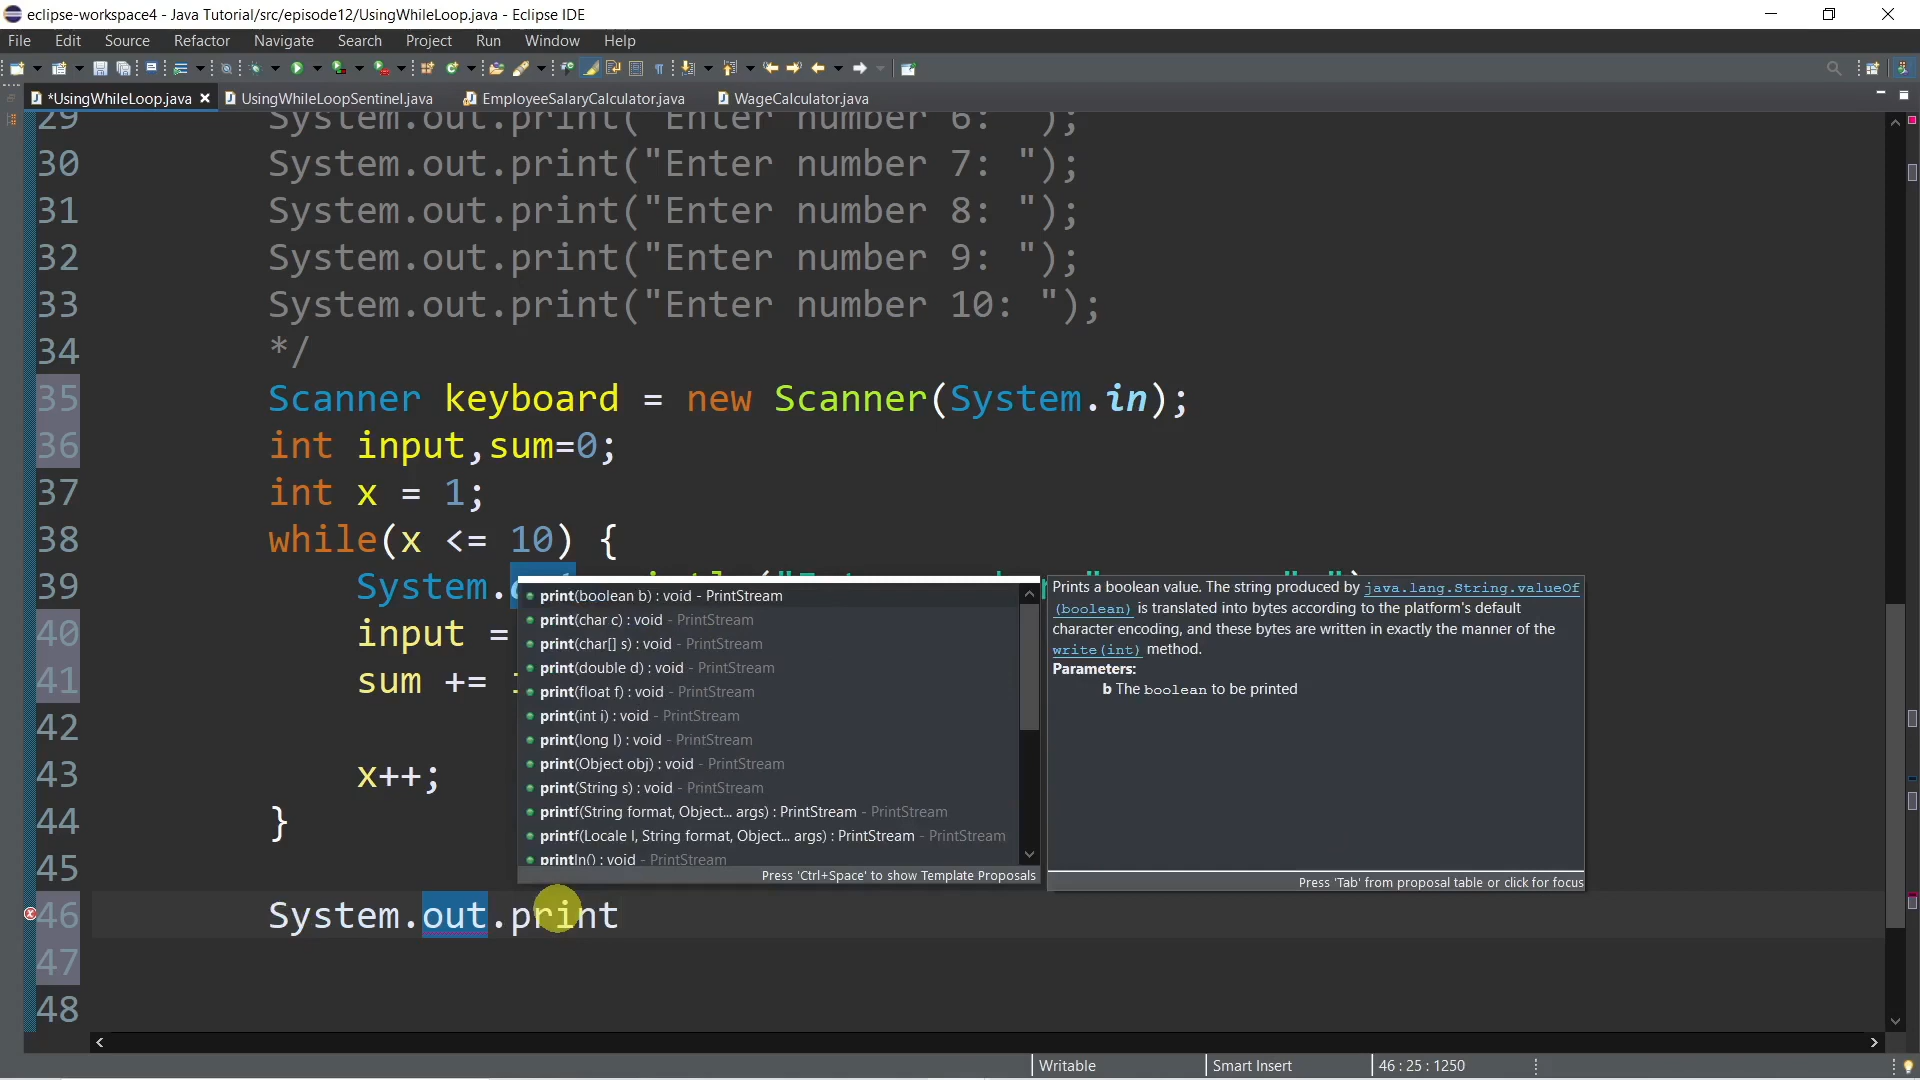 eclipse-workspace4 - Java Tutorial/src/episode12/UsingWhileLoop.java - Eclipse IDE
File Edit Source Refactor Navigate Search Project Run Window Help
*UsingWhileLoop.java UsingWhileLoopSentinel.java EmployeeSalaryCalculator.java WageCalculator.java
29 System.out.print("Enter number 6: ");
30 System.out.print("Enter number 7: ");
31 System.out.print("Enter number 8: ");
32 System.out.print("Enter number 9: ");
33 System.out.print("Enter number 10: ");
34 */
35 Scanner keyboard = new Scanner(System.in);
36 int input,sum=0;
37 int x = 1;
38 while(x <= 10) {
39 System.
40 input =
41 sum +=
42
43 x++;
44 }
45
46 System.out.print
47
48
print(boolean b) : void - PrintStream
print(char c) : void - PrintStream
print(char[] s) : void - PrintStream
print(double d) : void - PrintStream
print(float f) : void - PrintStream
print(int i) : void - PrintStream
print(long l) : void - PrintStream
print(Object obj) : void - PrintStream
print(String s) : void - PrintStream
printf(String format, Object... args) : PrintStream - PrintStream
printf(Locale l, String format, Object... args) : PrintStream - PrintStream
println() : void - PrintStream
Press 'Ctrl+Space' to show Template Proposals
Prints a boolean value. The string produced by java.lang.String.valueOf
(boolean) is translated into bytes according to the platform's default
character encoding, and these bytes are written in exactly the manner of the
write(int) method.
Parameters:
b The boolean to be printed
Press 'Tab' from proposal table or click for focus
Writable Smart Insert 46 : 25 : 1250